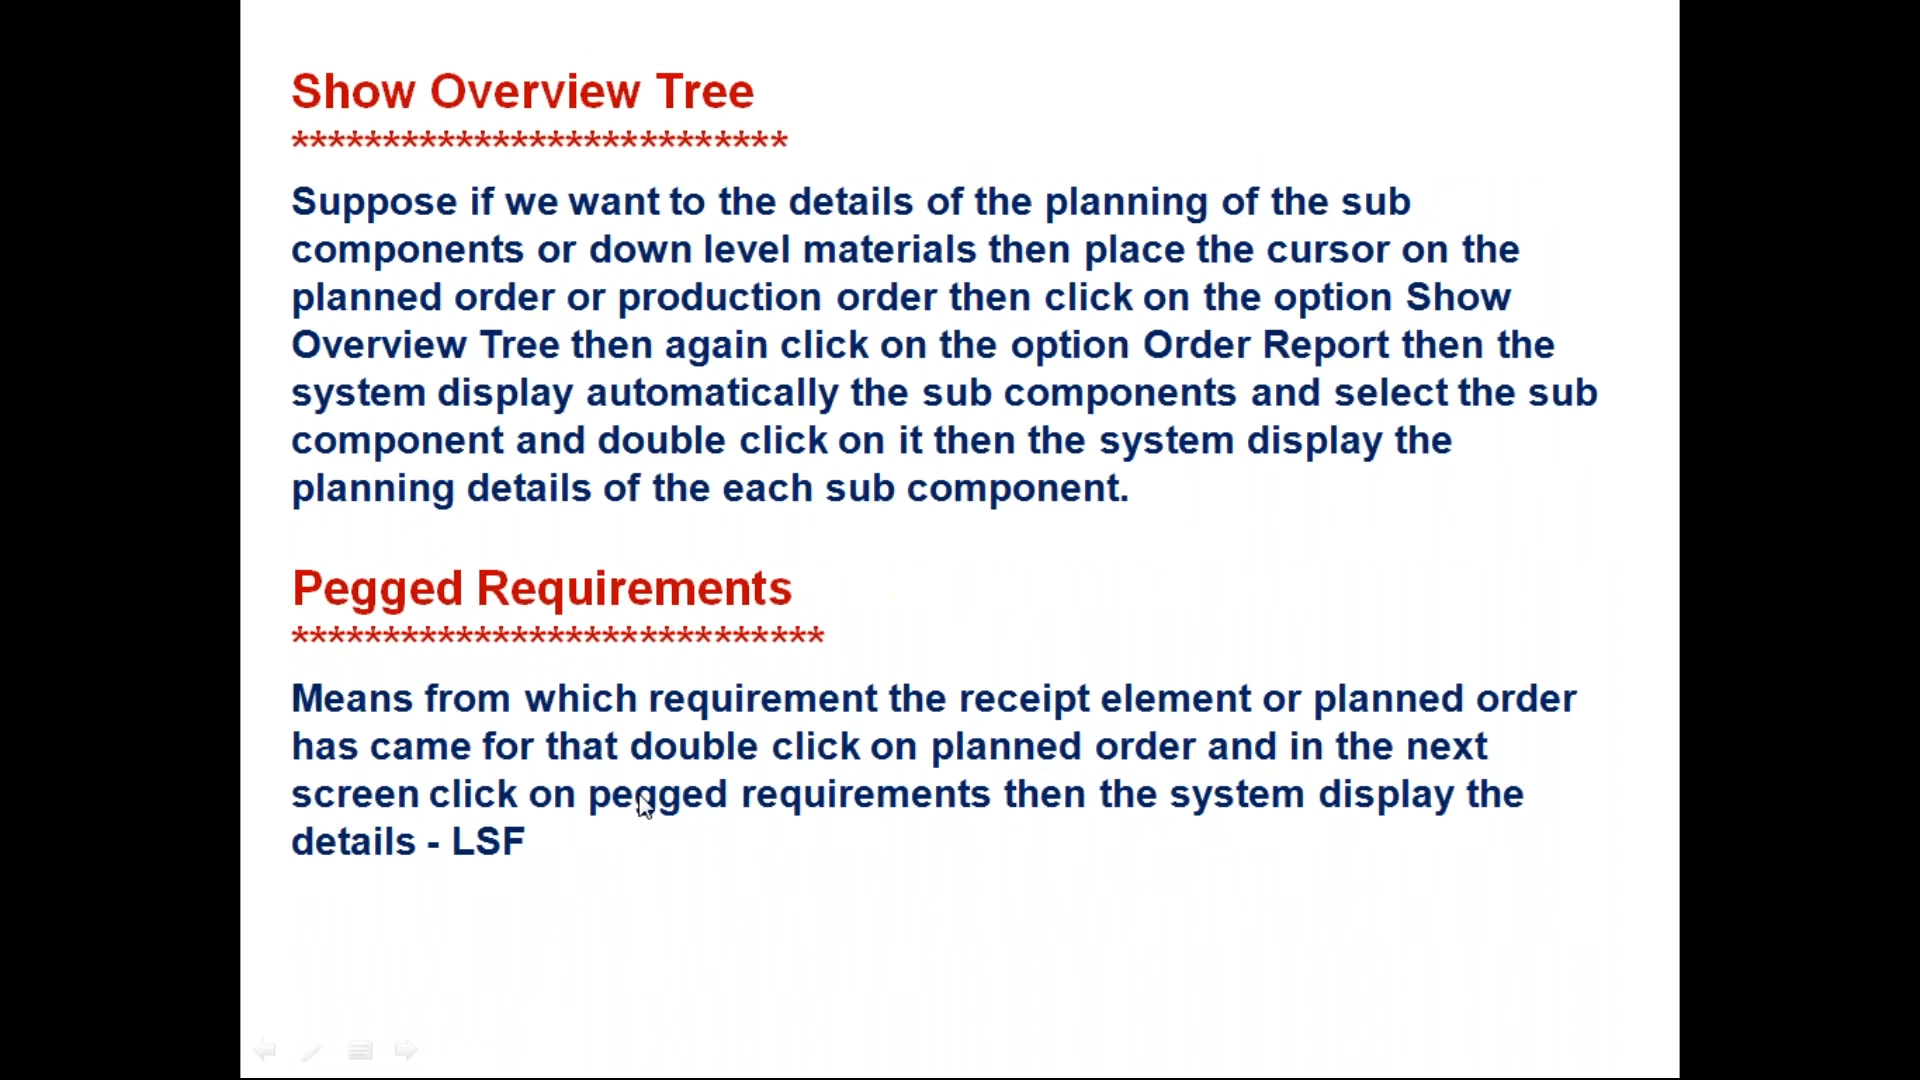 Show Overview Tree
***************************
Suppose if we want to the details of the planning of the sub
components or down level materials then place the cursor on the
planned order or production order then click on the option Show
Overview Tree then again click on the option Order Report then the
system display automatically the sub components and select the sub
component and double click on it then the system display the
planning details of the each sub component.
Pegged Requirements
*****************************
Means from which requirement the receipt element or planned order
has came for that double click on planned order and in the next
screen click on pegged requirements then the system display the
details - LSF